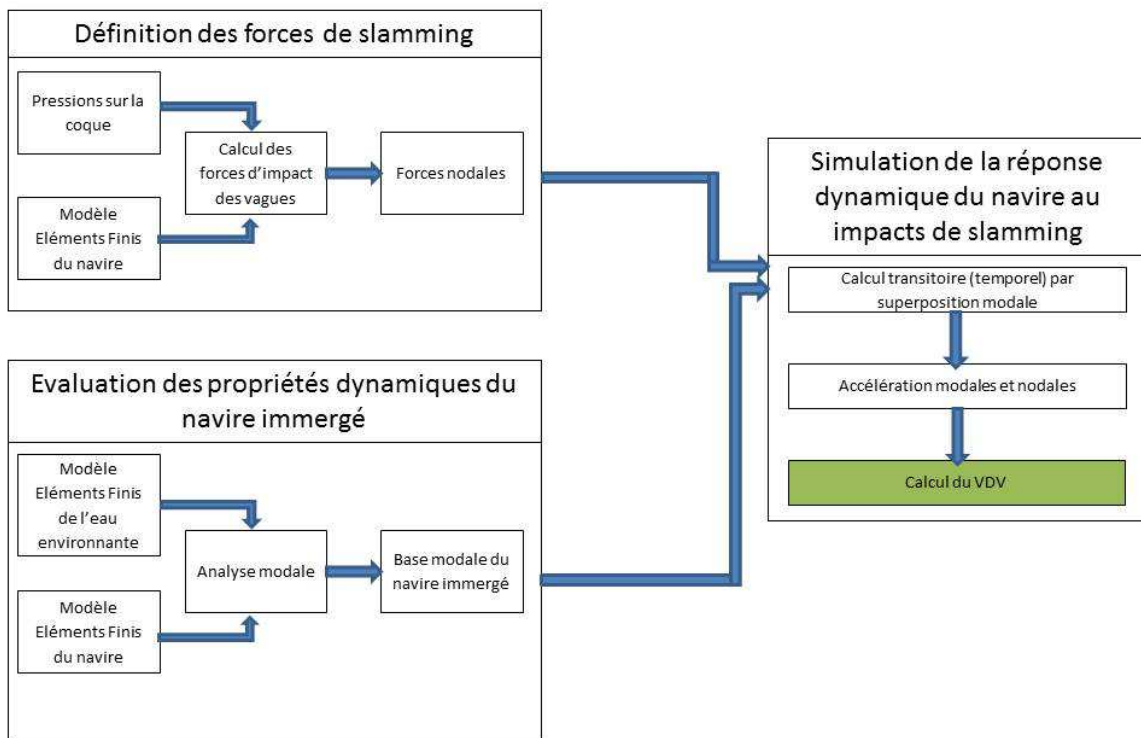 Définition des forces de slamming
Pressions sur la
coque
Calcul des
forces d'impact
des vagues
Forces nodales
Modèle
Eléments Finis
du navire
Evaluation des propriétés dynamiques du
navire immergé
Modèle
Eléments Finis
de l'eau
environnante
Analyse modale
Base modale du
navire immergé
Modèle
Eléments Finis
du navire
Simulation de la réponse
dynamique du navire au
impacts de slamming
Calcul transitoire (temporel) par
superposition modale
Accélération modales et nodales
Calcul du VDV